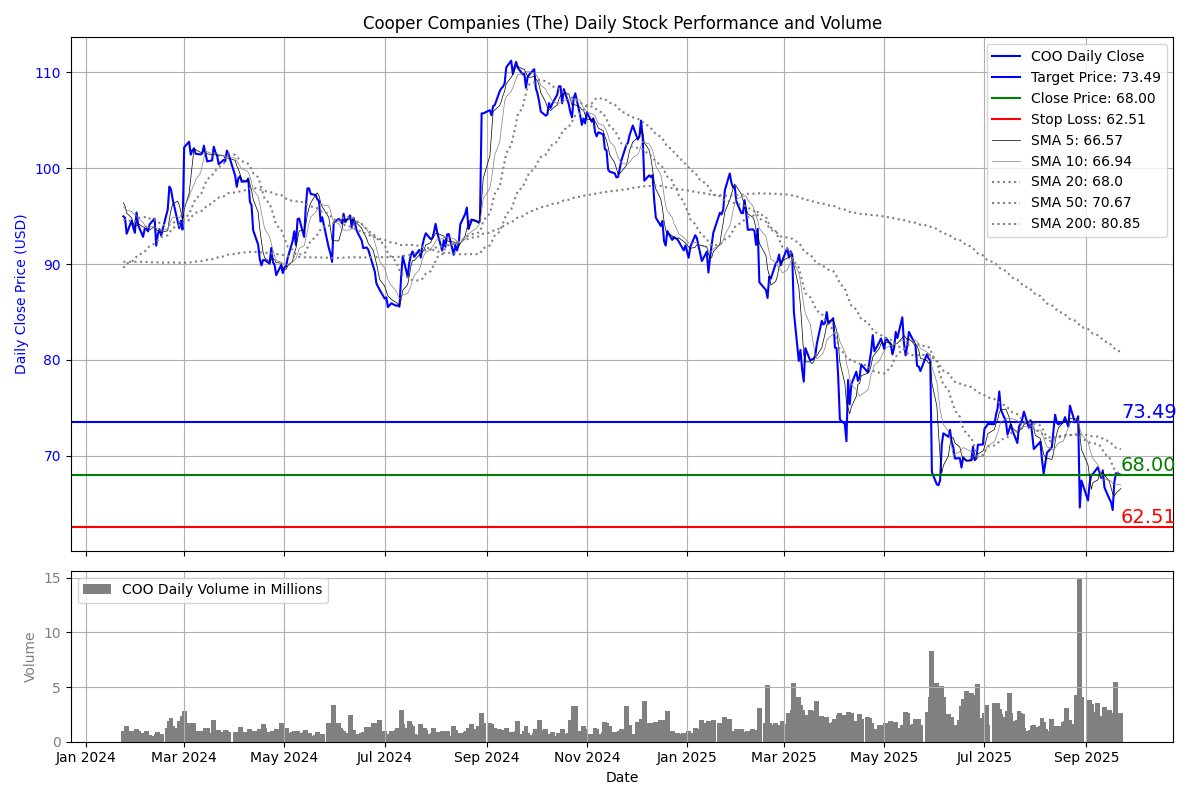 Cooper Companies (The) Daily Stock Performance and Volume
Daily Close Price (USD)
110
100
90
80
70
COO Daily Close
Target Price: 73.49
Close Price: 68.00
Stop Loss: 62.51
SMA 5: 66.57
SMA 10: 66.94
SMA 20: 68.0
SMA 50: 70.67
SMA 200: 80.85
73.49
68.00
62.51
Volume
15
10
5
0
COO Daily Volume in Millions
Jan 2024 Mar 2024 May 2024 Jul 2024 Sep 2024 Nov 2024 Jan 2025 Mar 2025 May 2025 Jul 2025 Sep 2025
Date